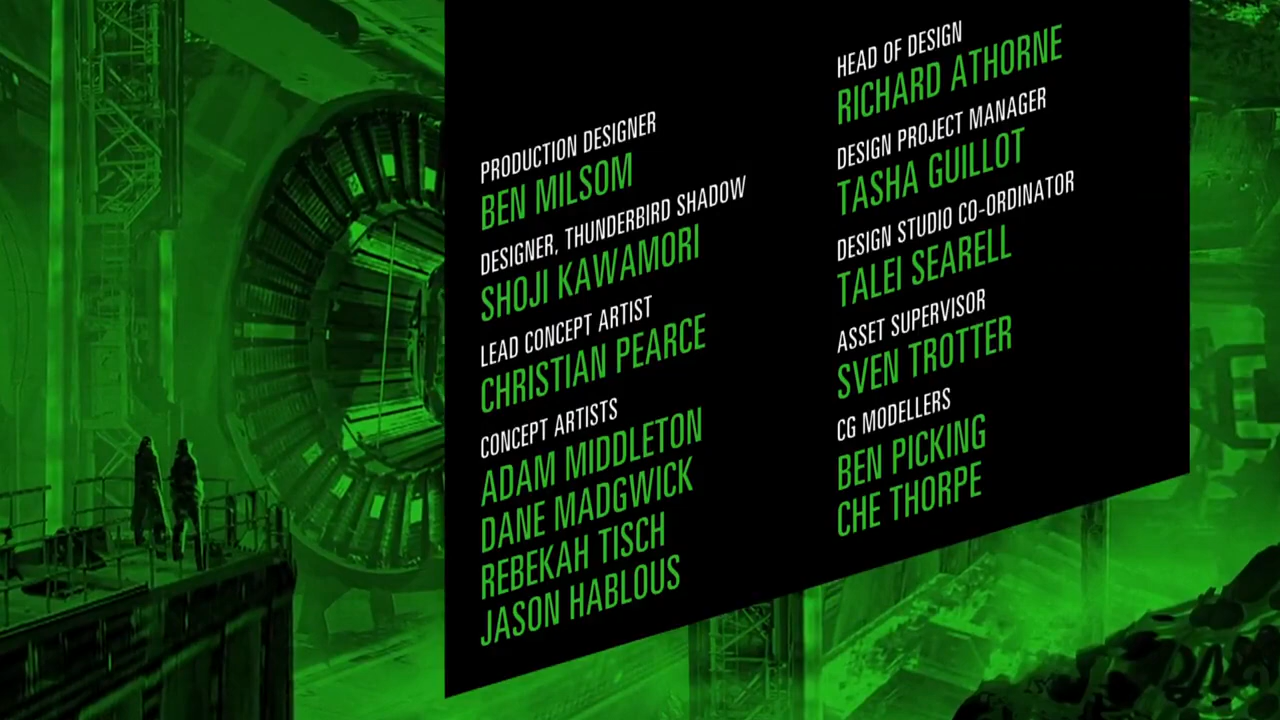 PRODUCTION DESIGNER
BEN MILSOM
DESIGNER, THUNDERBIRD SHADOW
SHOJI KAWAMORI
LEAD CONCEPT ARTIST
CHRISTIAN PEARCE
CONCEPT ARTISTS
ADAM MIDDLETON
DANE MADGWICK
REBEKAH TISCH
JASON HABLOUS
HEAD OF DESIGN
RICHARD ATHORNE
DESIGN PROJECT MANAGER
TASHA GUILLOT
DESIGN STUDIO CO-ORDINATOR
TALEI SEARELL
ASSET SUPERVISOR
SVEN TROTTER
CG MODELLERS
BEN PICKING
CHE THORPE